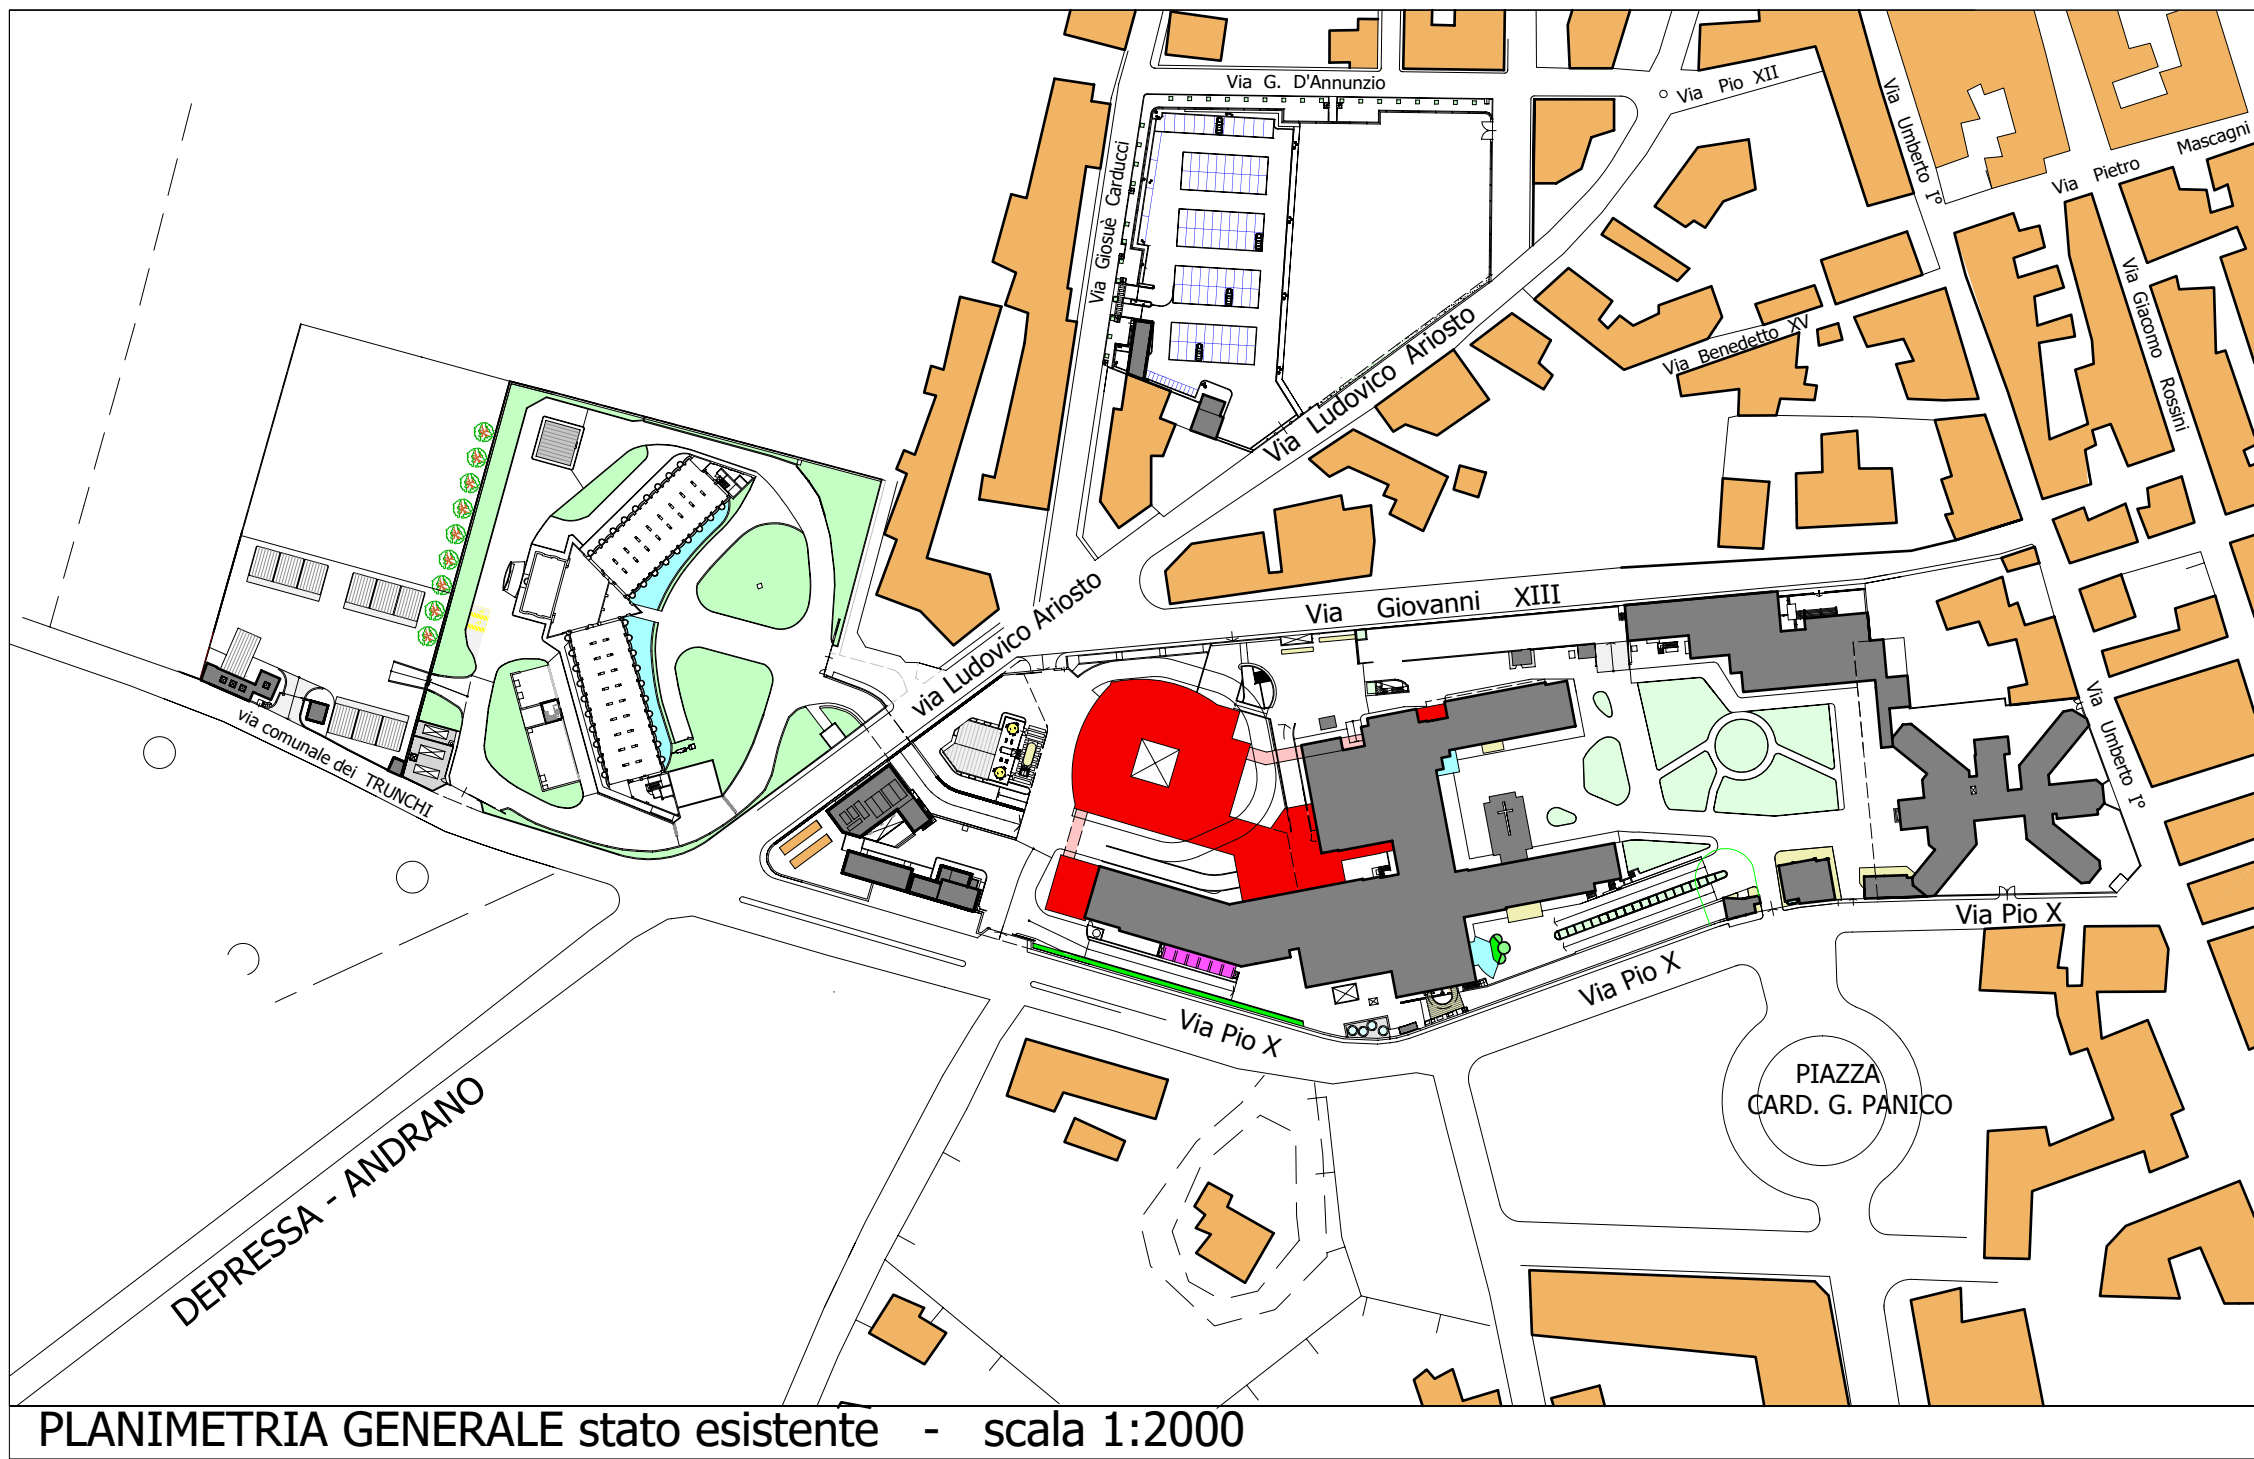 Via G. D'Annunzio
Via Pio XII
Via Umberto I°
Via Pietro Mascagni
Via Giosuè Carducci
Via Giacomo Rossini
Via Ludovico Ariosto
Via Benedetto XV
Via Giovanni XIII
via Ludovico Ariosto
via comunale dei TRUNCHI
Via Umberto I°
Via Pio X
Via Pio X
Via Pio X
PIAZZA
CARD. G. PANICO
DEPRESSA - ANDRANO
PLANIMETRIA GENERALE stato esistente - scala 1:2000